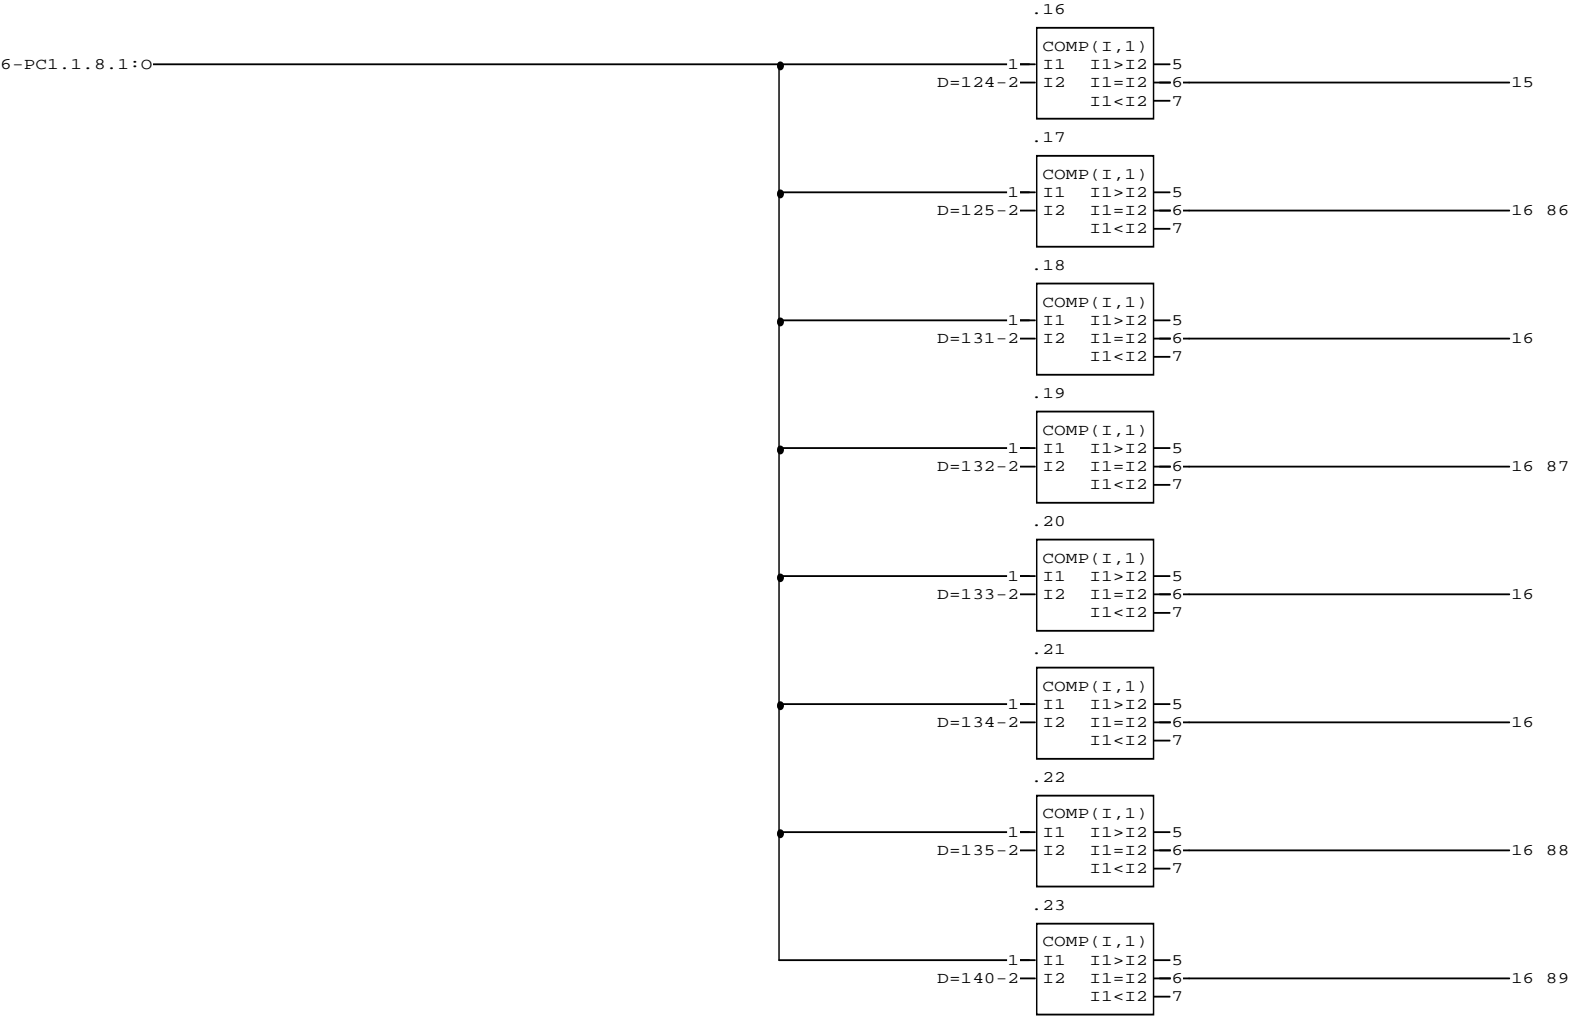 .16
COMP(I,1)
6-PC1.1.8.1:O 1 I1 I1>I2 5
D=124-2 I2 I1=I2 6 15
I1<I2 7
.17
COMP(I,1)
1 I1 I1>I2 5
D=125-2 I2 I1=I2 6 16 86
I1<I2 7
.18
COMP(I,1)
1 I1 I1>I2 5
D=131-2 I2 I1=I2 6 16
I1<I2 7
.19
COMP(I,1)
1 I1 I1>I2 5
D=132-2 I2 I1=I2 6 16 87
I1<I2 7
.20
COMP(I,1)
1 I1 I1>I2 5
D=133-2 I2 I1=I2 6 16
I1<I2 7
.21
COMP(I,1)
1 I1 I1>I2 5
D=134-2 I2 I1=I2 6 16
I1<I2 7
.22
COMP(I,1)
1 I1 I1>I2 5
D=135-2 I2 I1=I2 6 16 88
I1<I2 7
.23
COMP(I,1)
1 I1 I1>I2 5
D=140-2 I2 I1=I2 6 16 89
I1<I2 7